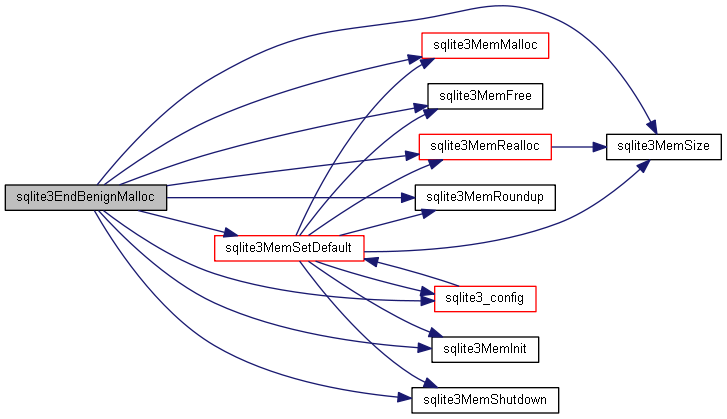 sqlite3MemMalloc
sqlite3MemFree
sqlite3MemRealloc
sqlite3MemSize
sqlite3EndBenignMalloc
sqlite3MemRoundup
sqlite3MemSetDefault
sqlite3_config
sqlite3MemInit
sqlite3MemShutdown